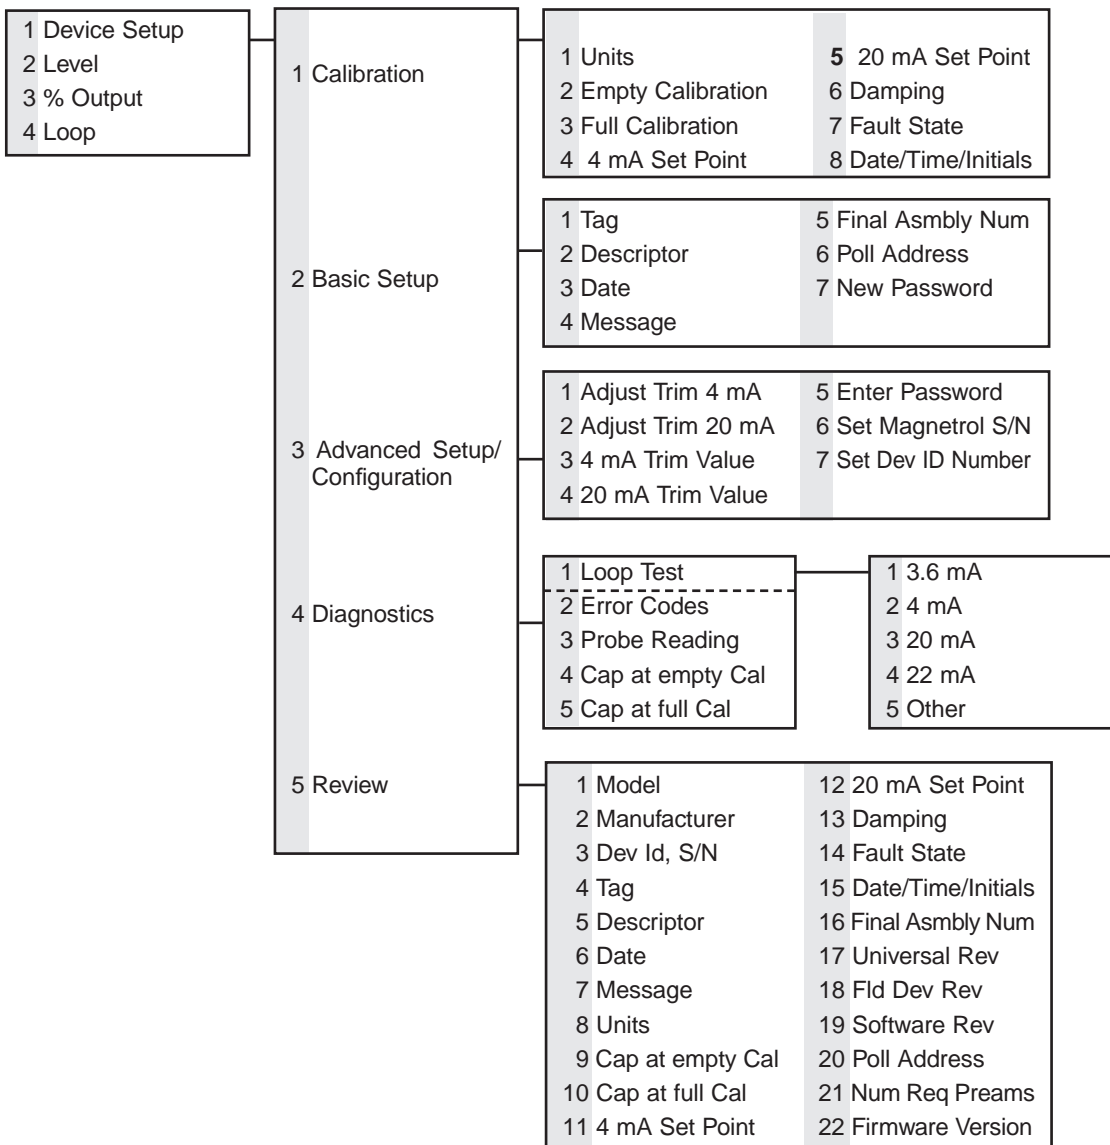 1 Device Setup
2 Level
3 % Output
4 Loop
1 Calibration
2 Basic Setup
3 Advanced Setup/
Configuration
4 Diagnostics
5 Review
1 Units
2 Empty Calibration
3 Full Calibration
4 4 mA Set Point
5 20 mA Set Point
6 Damping
7 Fault State
8 Date/Time/Initials
1 Tag
2 Descriptor
3 Date
4 Message
5 Final Asmbly Num
6 Poll Address
7 New Password
1 Adjust Trim 4 mA
2 Adjust Trim 20 mA
3 4 mA Trim Value
4 20 mA Trim Value
5 Enter Password
6 Set Magnetrol S/N
7 Set Dev ID Number
1 Loop Test
2 Error Codes
3 Probe Reading
4 Cap at empty Cal
5 Cap at full Cal
1 3.6 mA
2 4 mA
3 20 mA
4 22 mA
5 Other
1 Model
2 Manufacturer
3 Dev Id, S/N
4 Tag
5 Descriptor
6 Date
7 Message
8 Units
9 Cap at empty Cal
10 Cap at full Cal
11 4 mA Set Point
12 20 mA Set Point
13 Damping
14 Fault State
15 Date/Time/Initials
16 Final Asmbly Num
17 Universal Rev
18 Fld Dev Rev
19 Software Rev
20 Poll Address
21 Num Req Preams
22 Firmware Version